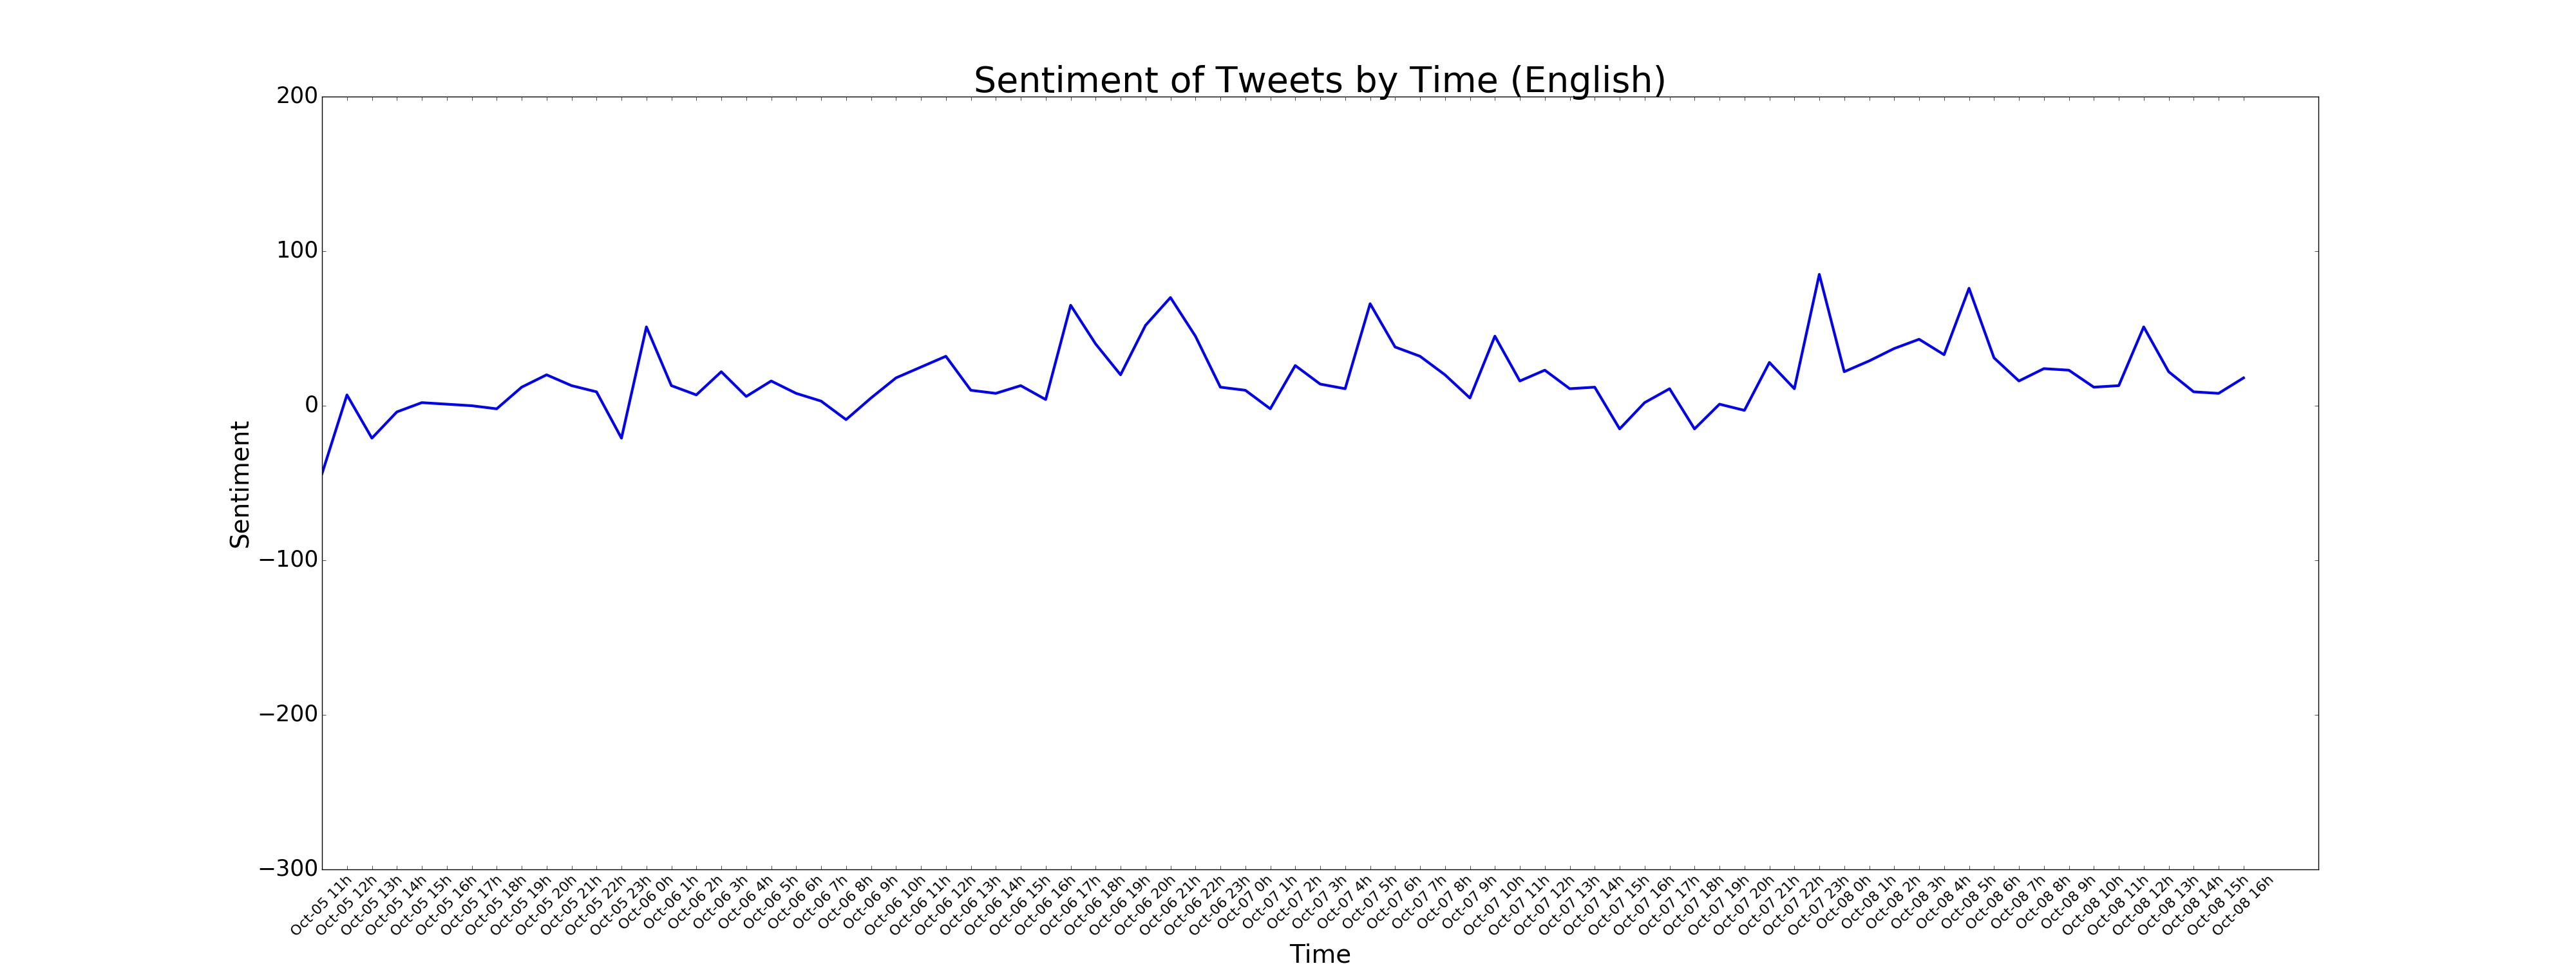 Sentiment of Tweets by Time (English)
200
100
0
−100
−200
−300
Sentiment
Oct-05 11h
Oct-05 12h
Oct-05 13h
Oct-05 14h
Oct-05 15h
Oct-05 16h
Oct-05 17h
Oct-05 18h
Oct-05 19h
Oct-05 20h
Oct-05 21h
Oct-05 22h
Oct-05 23h
Oct-06 0h
Oct-06 1h
Oct-06 2h
Oct-06 3h
Oct-06 4h
Oct-06 5h
Oct-06 6h
Oct-06 7h
Oct-06 8h
Oct-06 9h
Oct-06 10h
Oct-06 11h
Oct-06 12h
Oct-06 13h
Oct-06 14h
Oct-06 15h
Oct-06 16h
Oct-06 17h
Oct-06 18h
Oct-06 19h
Oct-06 20h
Oct-06 21h
Oct-06 22h
Oct-06 23h
Oct-07 0h
Oct-07 1h
Oct-07 2h
Oct-07 3h
Oct-07 4h
Oct-07 5h
Oct-07 6h
Oct-07 7h
Oct-07 8h
Oct-07 9h
Oct-07 10h
Oct-07 11h
Oct-07 12h
Oct-07 13h
Oct-07 14h
Oct-07 15h
Oct-07 16h
Oct-07 17h
Oct-07 18h
Oct-07 19h
Oct-07 20h
Oct-07 21h
Oct-07 22h
Oct-07 23h
Oct-08 0h
Oct-08 1h
Oct-08 2h
Oct-08 3h
Oct-08 4h
Oct-08 5h
Oct-08 6h
Oct-08 7h
Oct-08 8h
Oct-08 9h
Oct-08 10h
Oct-08 11h
Oct-08 12h
Oct-08 13h
Oct-08 14h
Oct-08 15h
Oct-08 16h
Time